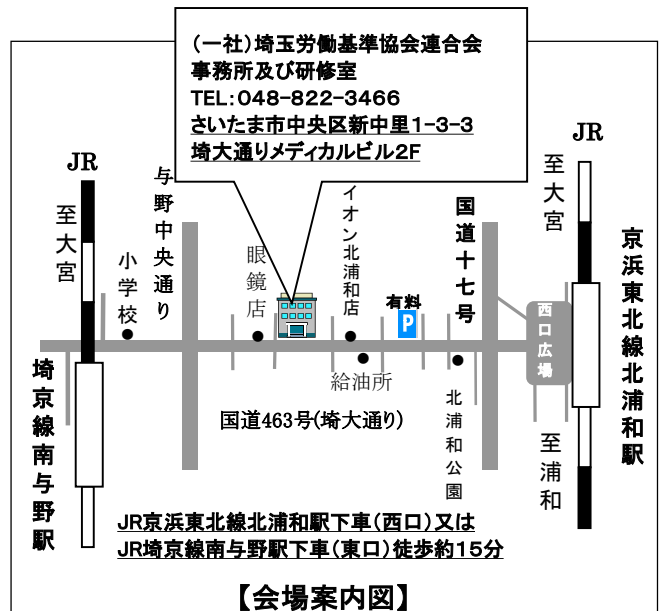 (一社)埼玉労働基準協会連合会
事務所及び研修室
TEL:048-822-3466
さいたま市中央区新中里1-3-3
埼大通りメディカルビル2F
JR
至大宮
小学校
与野中央通り
眼鏡店
イオン北浦和店
有料
P
国道十七号
JR
至大宮
西口広場
京浜東北線北浦和駅
埼京線南与野駅
給油所
国道463号(埼大通り)
北浦和公園
至浦和
JR京浜東北線北浦和駅下車(西口)又は
JR埼京線南与野駅下車(東口)徒歩約15分
【会場案内図】